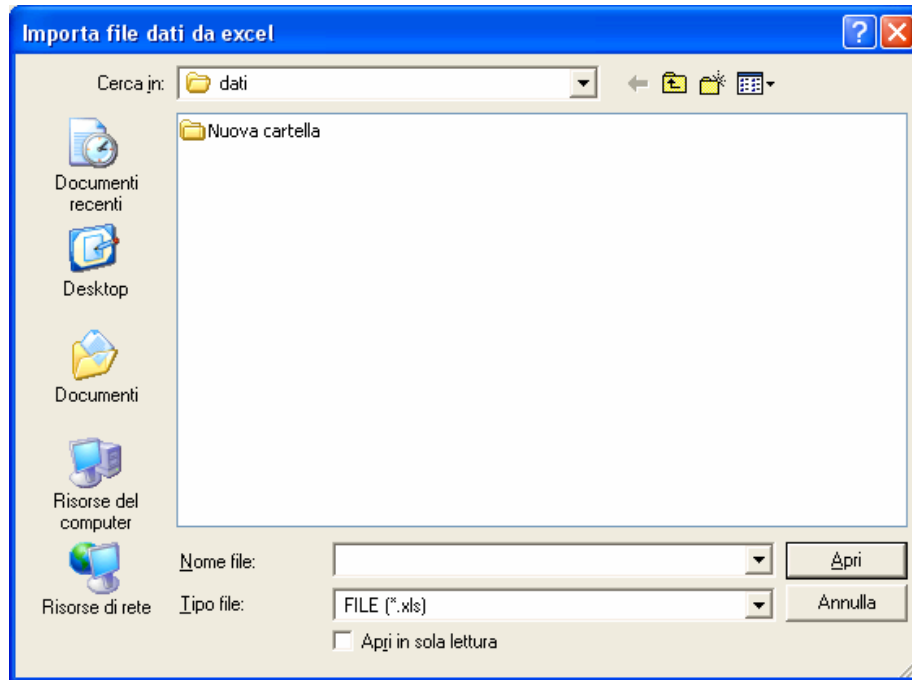 Importa file dati da excel
Cerca in:
dati
Nuova cartella
Documenti
recenti
Desktop
Documenti
Risorse del
computer
Risorse di rete
Nome file:
Apri
Tipo file:
FILE (*.xls)
Annulla
Apri in sola lettura